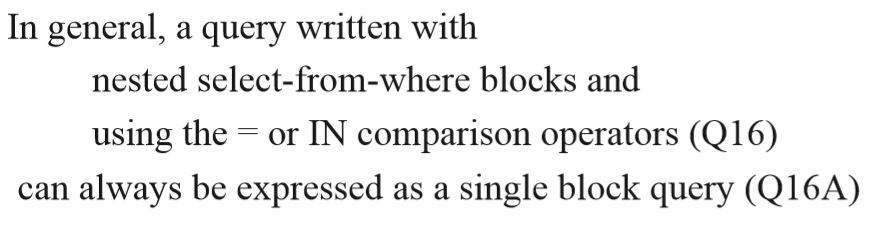 In general, a query written with
nested select-from-where blocks and
using the = or IN comparison operators (Q16)
can always be expressed as a single block query (Q16A)